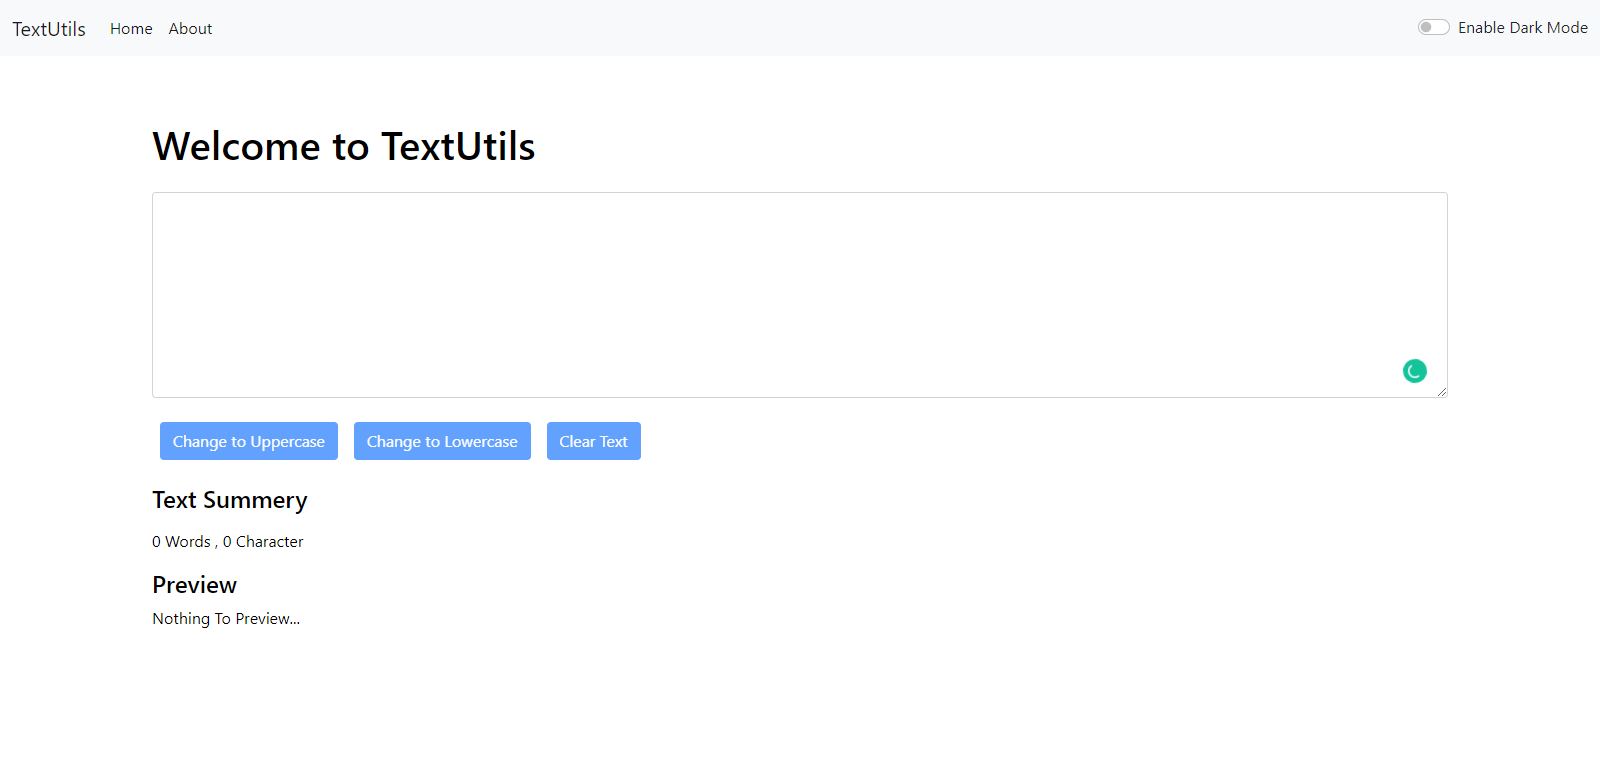 TextUtils Home About Enable Dark Mode
Welcome to TextUtils
Change to Uppercase Change to Lowercase Clear Text
Text Summery
0 Words , 0 Character
Preview
Nothing To Preview...